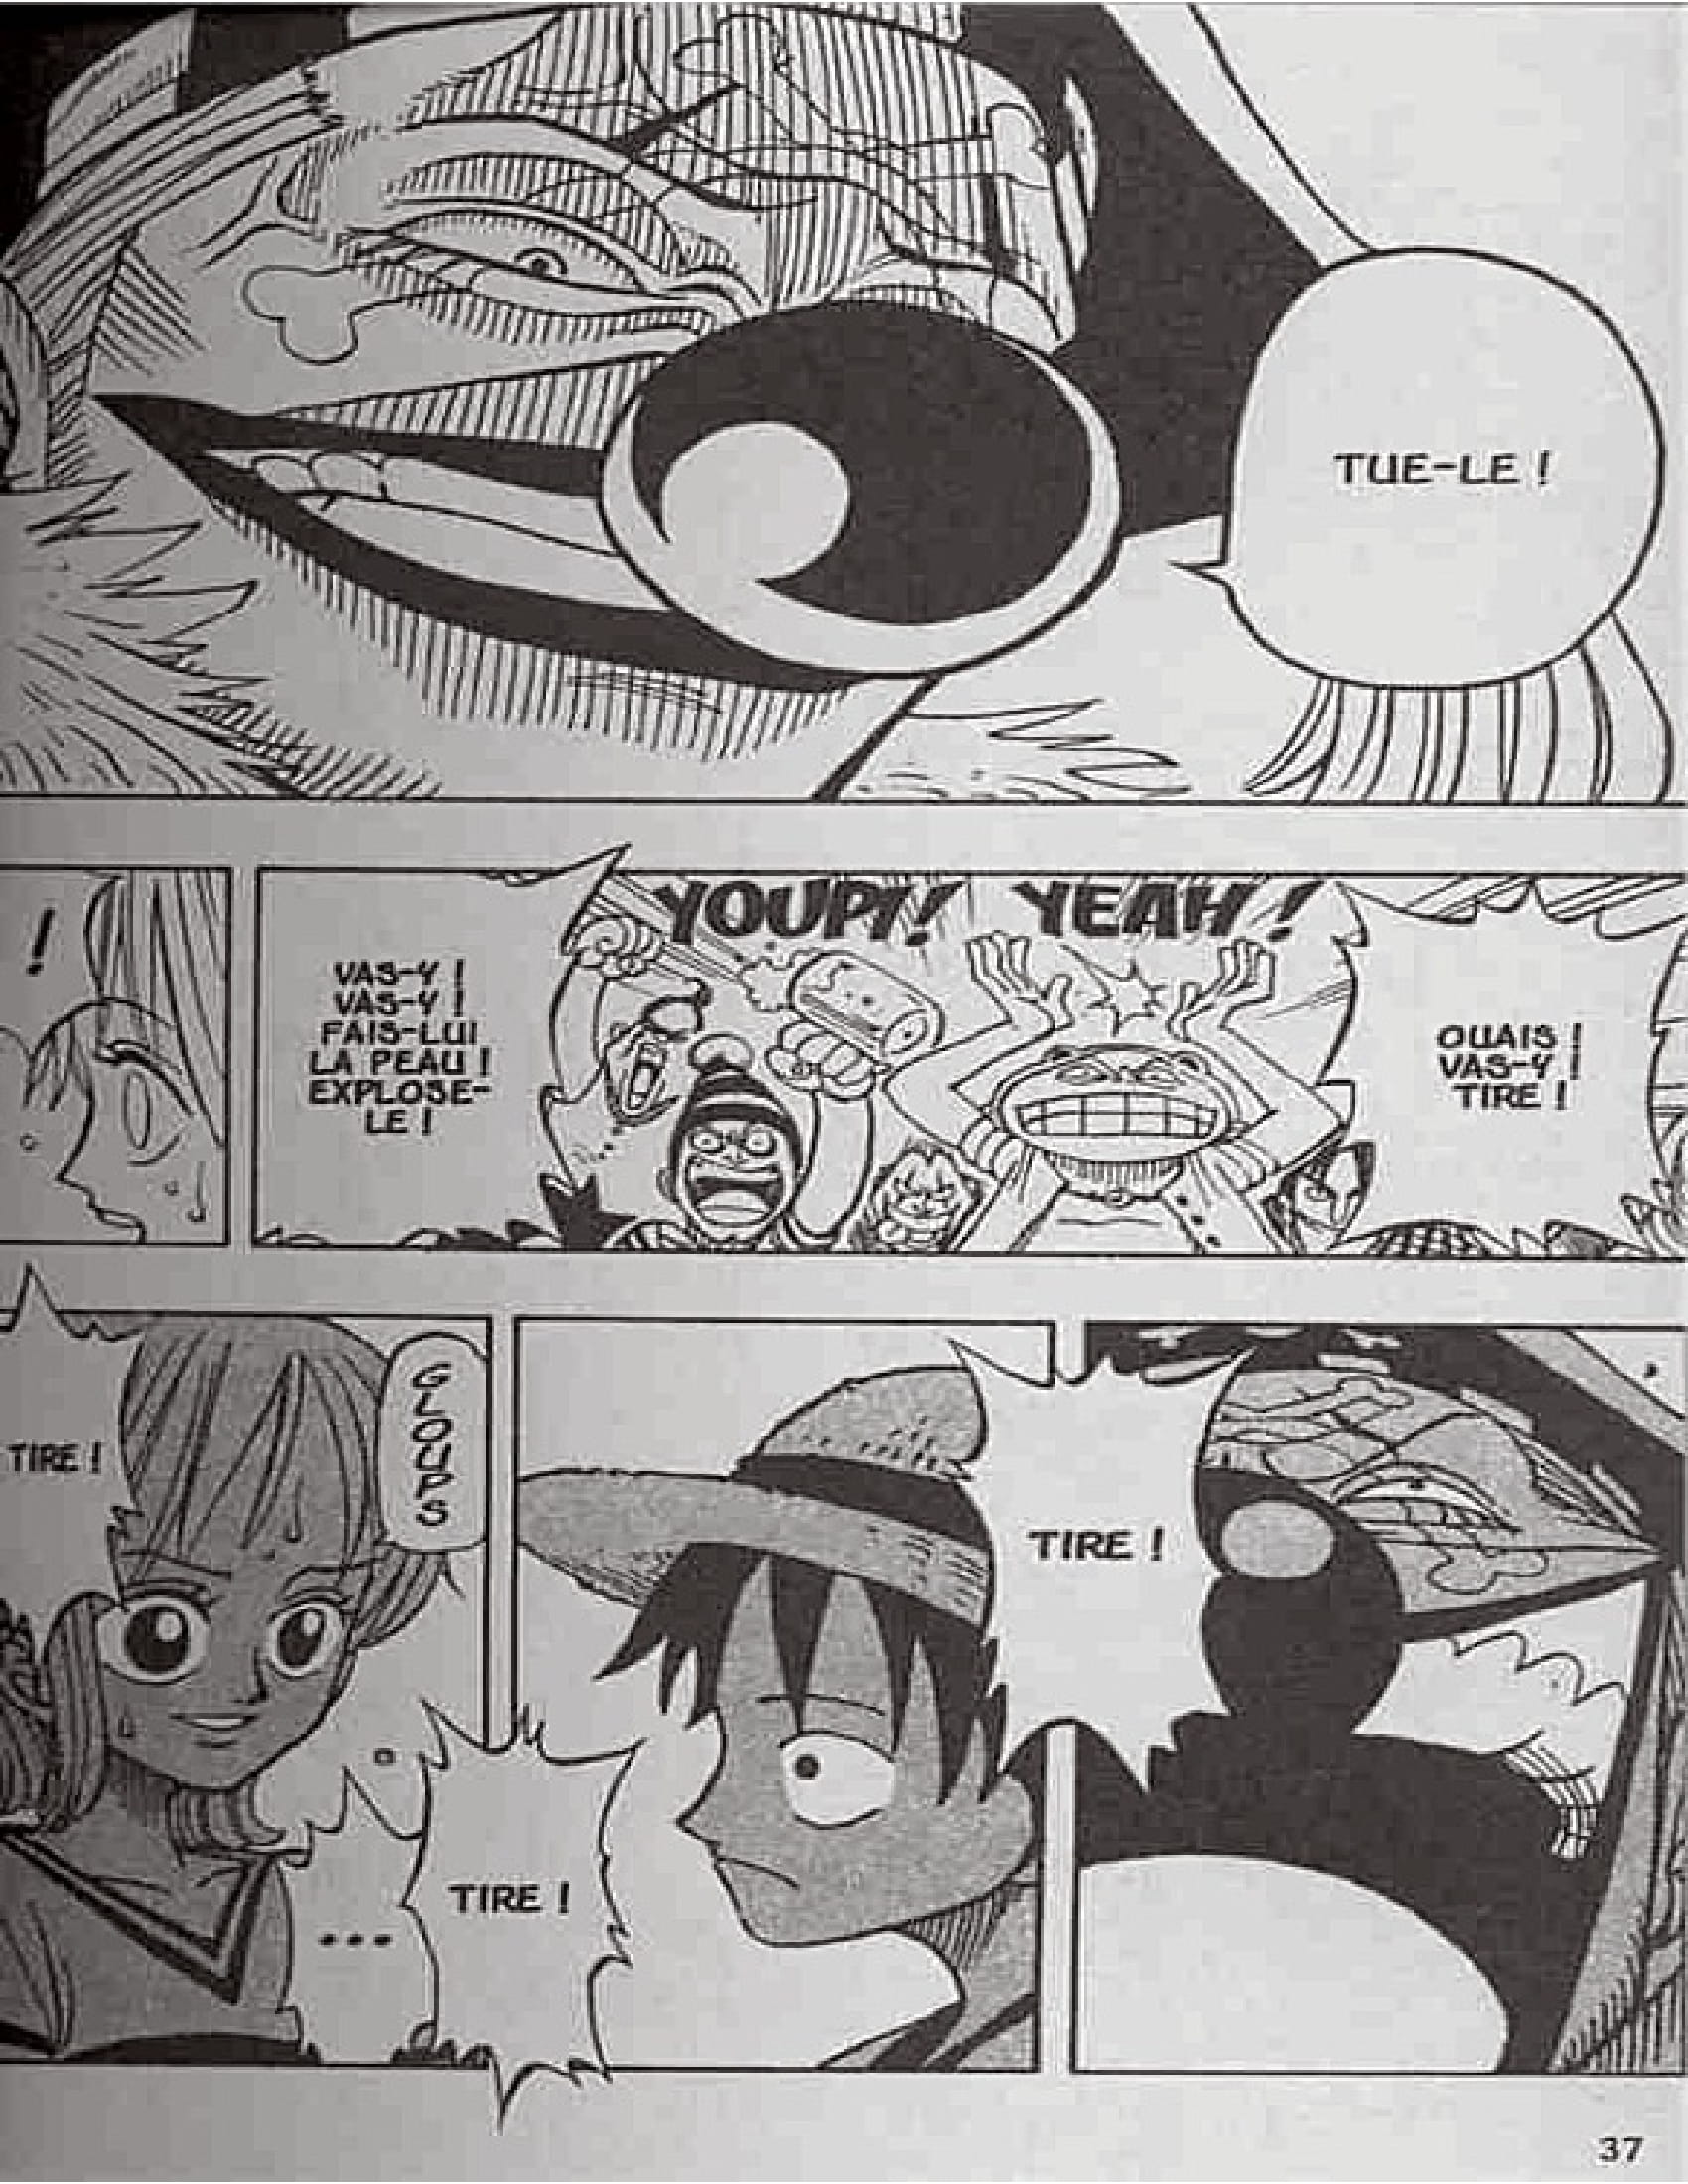 TUE-LE !
OUAIS !
VAS-Y !
TIRE !
YOUPI ! YEAH !
VAS-Y !
VAS-Y !
FAIS-LUI
LA PEAU !
EXPLOSE-
LE !
!
TIRE !
TIRE !
GLOUPS
TIRE !
...
37